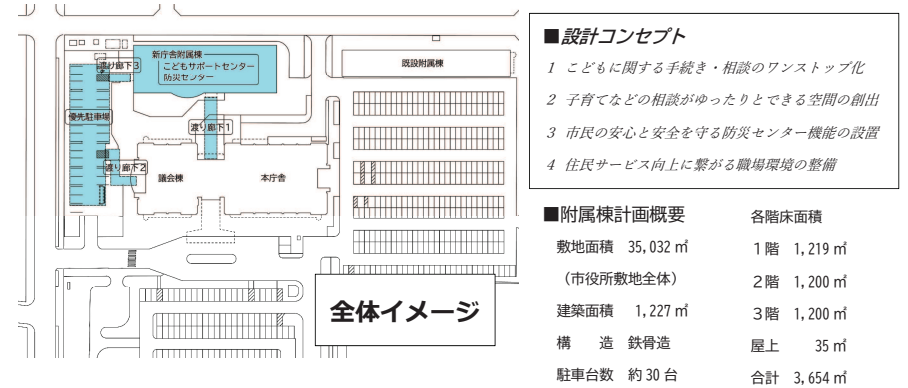 新庁舎附属棟
こどもサポートセンター
防災センター
渡り廊下3
既設附属棟
優先駐車場
渡り廊下1
渡り廊下2
議会棟
本庁舎
全体イメージ
■設計コンセプト
1 こどもに関する手続き・相談のワンストップ化
2 子育てなどの相談がゆったりとできる空間の創出
3 市民の安心と安全を守る防災センター機能の設置
4 住民サービス向上に繋がる職場環境の整備
■附属棟計画概要
敷地面積 35,032㎡
（市役所敷地全体）
建築面積 1,227㎡
構 造 鉄骨造
駐車台数 約30台
各階床面積
1階 1,219㎡
2階 1,200㎡
3階 1,200㎡
屋上 35㎡
合計 3,654㎡